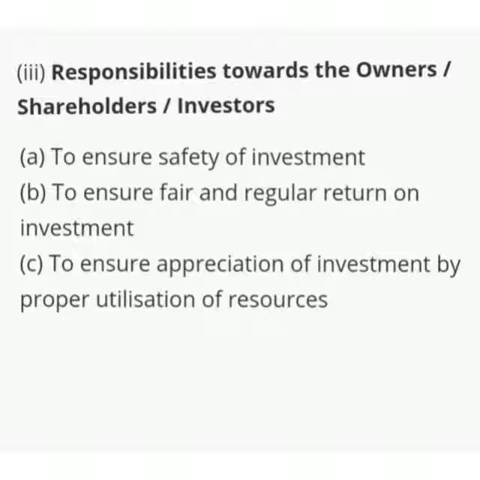 (iii) Responsibilities towards the Owners /
Shareholders / Investors
(a) To ensure safety of investment
(b) To ensure fair and regular return on
investment
(c) To ensure appreciation of investment by
proper utilisation of resources